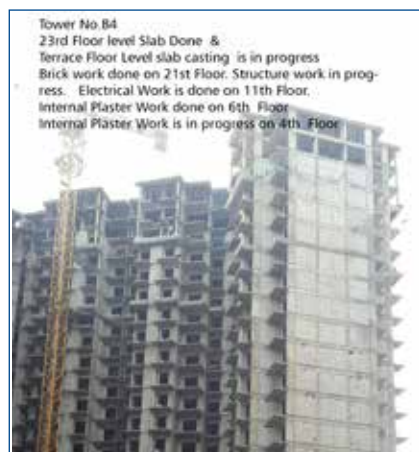 Tower No.84
23rd Floor level Slab Done &
Terrace Floor Level slab casting is in progress
Brick work done on 21st Floor. Structure work in prog-
ress. Electrical Work is done on 11th Floor.
Internal Plaster Work done on 6th Floor
Internal Plaster Work is in progress on 4th Floor